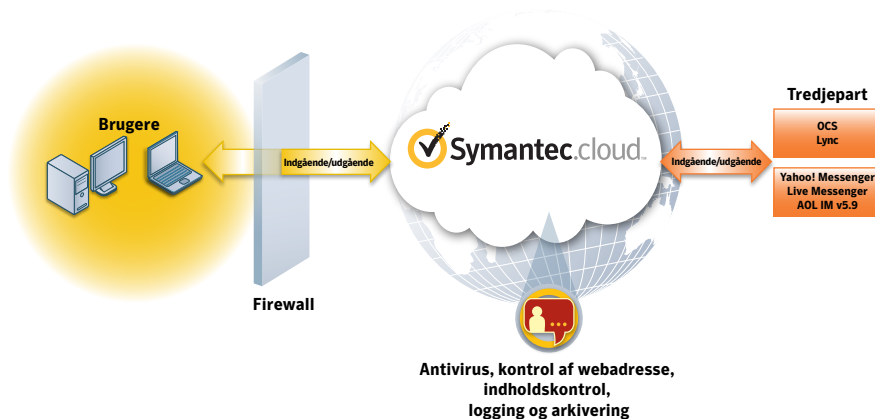 Brugere
Indgående/udgående
Firewall
Symantec.cloud™
Indgående/udgående
Tredjepart
OCS
Lync
Yahoo! Messenger
Live Messenger
AOL IM v5.9
Antivirus, kontrol af webadresse,
indholdskontrol,
logging og arkivering